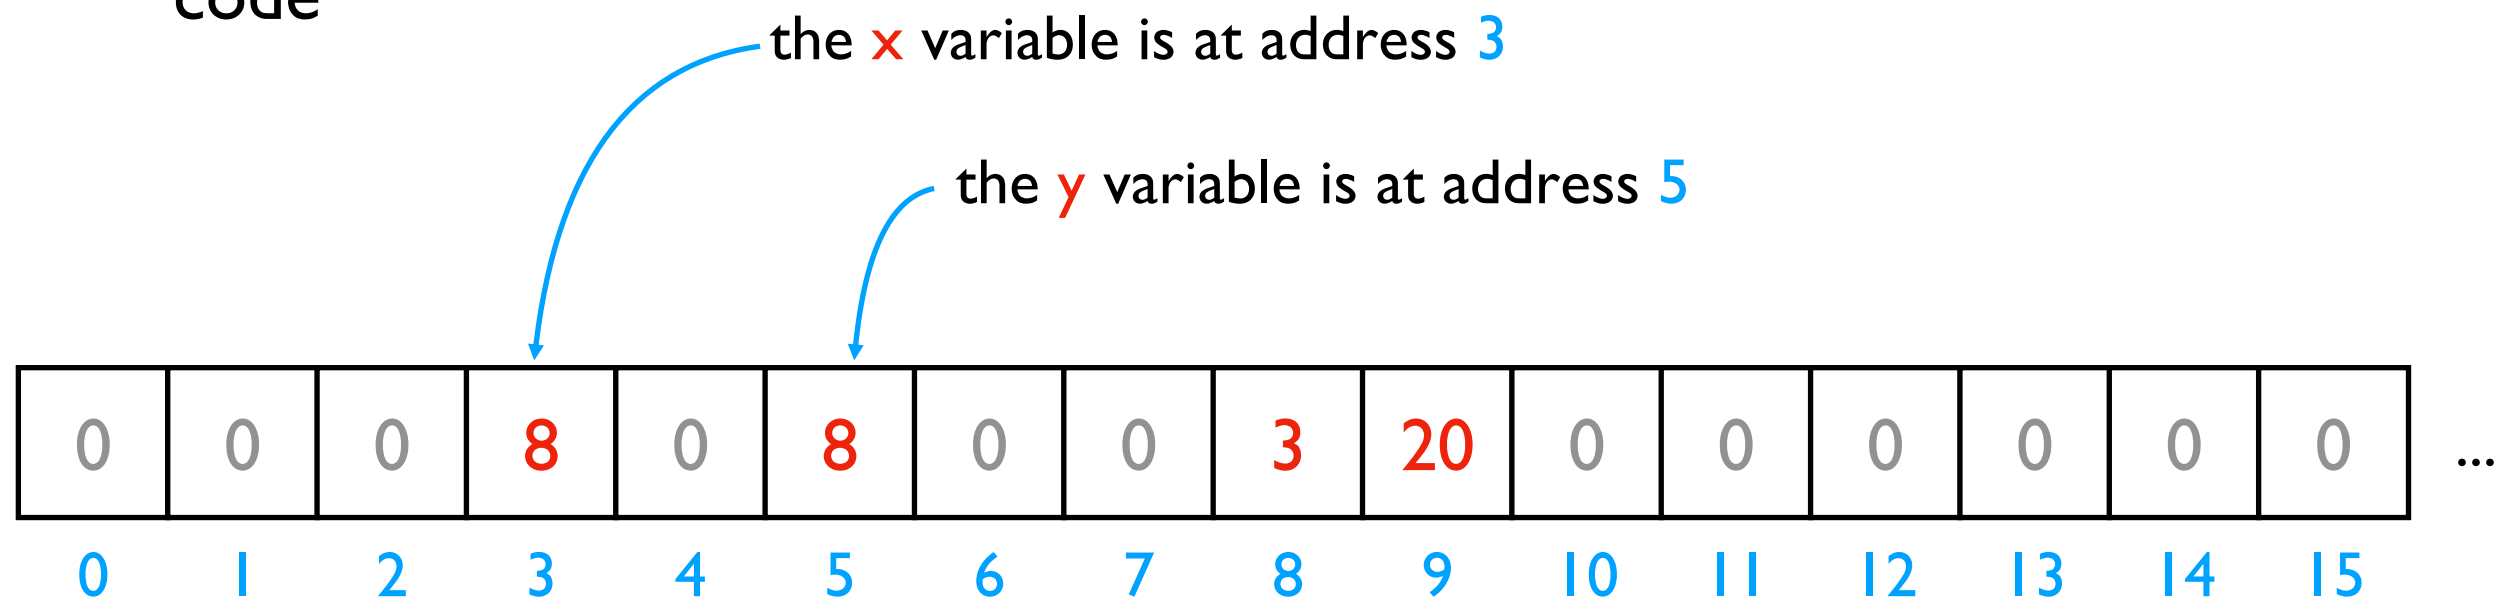 code
the x variable is at address 3
the y variable is at address 5
0 0 0 8 0 8 0 0 3 20 0 0 0 0 0 0 ...
0 1 2 3 4 5 6 7 8 9 10 11 12 13 14 15